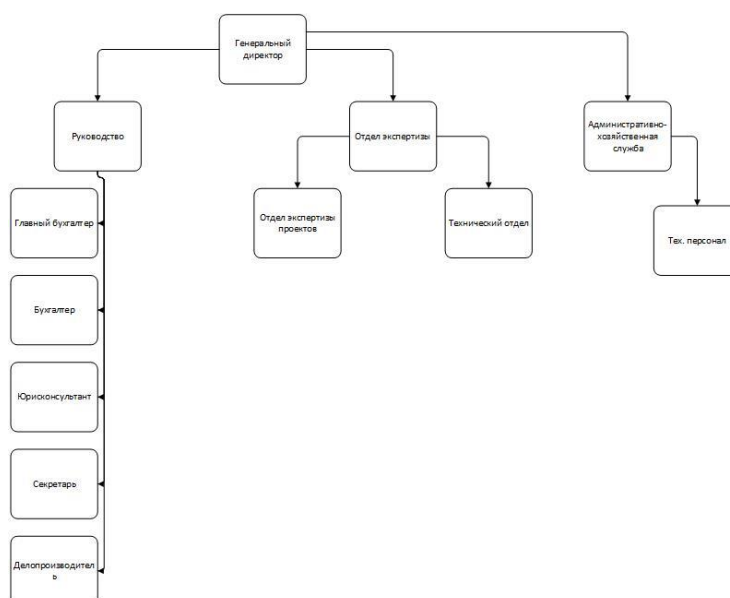 Генеральный
директор
Руководство
Отдел экспертизы
Административно-
хозяйственная
служба
Главный бухгалтер
Отдел экспертизы
проектов
Технический отдел
Тех. персонал
Бухгалтер
Юрисконсультант
Секретарь
Делопроизводител
ь